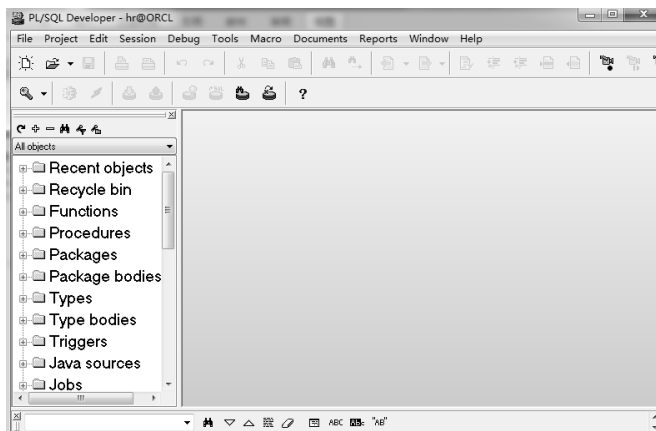 PL/SQL Developer - hr@ORCL
File Project Edit Session Debug Tools Macro Documents Reports Window Help
?
All objects
Recent objects
Recycle bin
Functions
Procedures
Packages
Package bodies
Types
Type bodies
Triggers
Java sources
Jobs
ABC "AB"